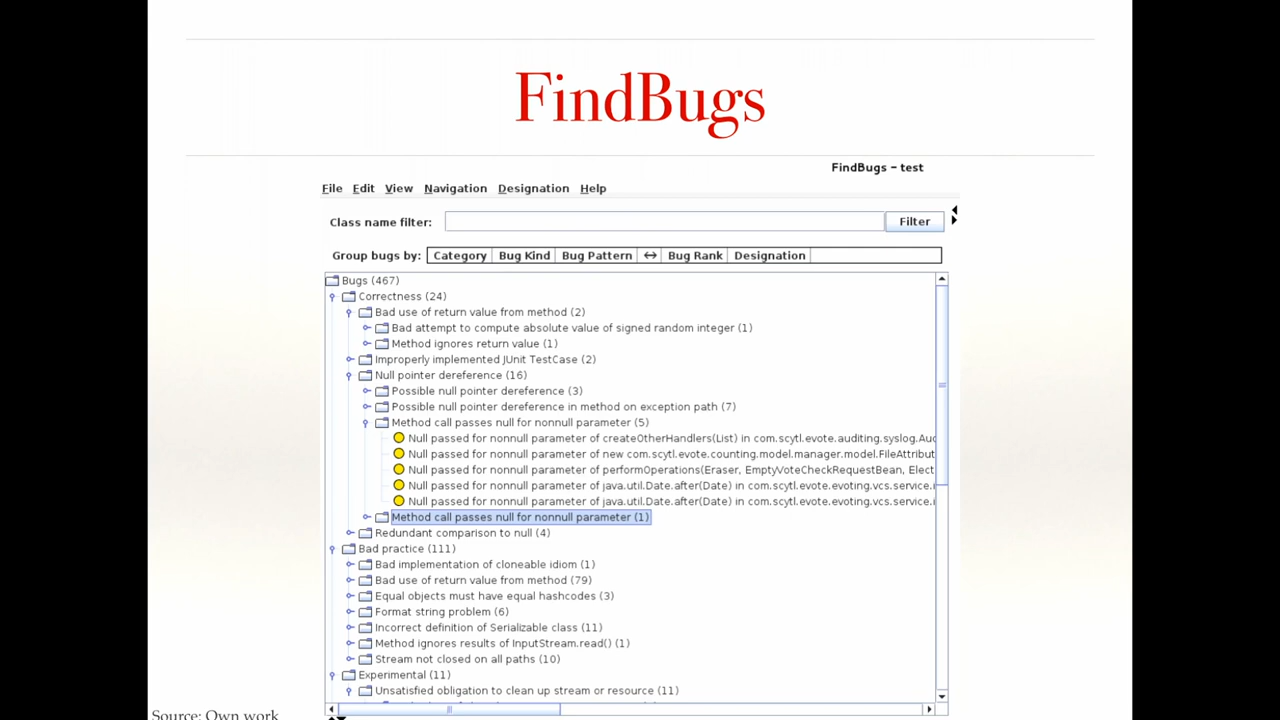 FindBugs
FindBugs – test
File Edit View Navigation Designation Help
Class name filter: Filter
Group bugs by: Category Bug Kind Bug Pattern ↔ Bug Rank Designation
Bugs (467)
Correctness (24)
Bad use of return value from method (2)
Bad attempt to compute absolute value of signed random integer (1)
Method ignores return value (1)
Improperly implemented JUnit TestCase (2)
Null pointer dereference (16)
Possible null pointer dereference (3)
Possible null pointer dereference in method on exception path (7)
Method call passes null for nonnull parameter (5)
Null passed for nonnull parameter of createOtherHandlers(List) in com.scytl.evote.auditing.syslog.Auc
Null passed for nonnull parameter of new com.scytl.evote.counting.model.manager.model.FileAttribut
Null passed for nonnull parameter of performOperations(Eraser, EmptyVoteCheckRequestBean, Elect
Null passed for nonnull parameter of java.util.Date.after(Date) in com.scytl.evote.evoting.vcs.service.i
Null passed for nonnull parameter of java.util.Date.after(Date) in com.scytl.evote.evoting.vcs.service.i
Method call passes null for nonnull parameter (1)
Redundant comparison to null (4)
Bad practice (111)
Bad implementation of cloneable idiom (1)
Bad use of return value from method (79)
Equal objects must have equal hashcodes (3)
Format string problem (6)
Incorrect definition of Serializable class (11)
Method ignores results of InputStream.read() (1)
Stream not closed on all paths (10)
Experimental (11)
Unsatisfied obligation to clean up stream or resource (11)
Source: Own work